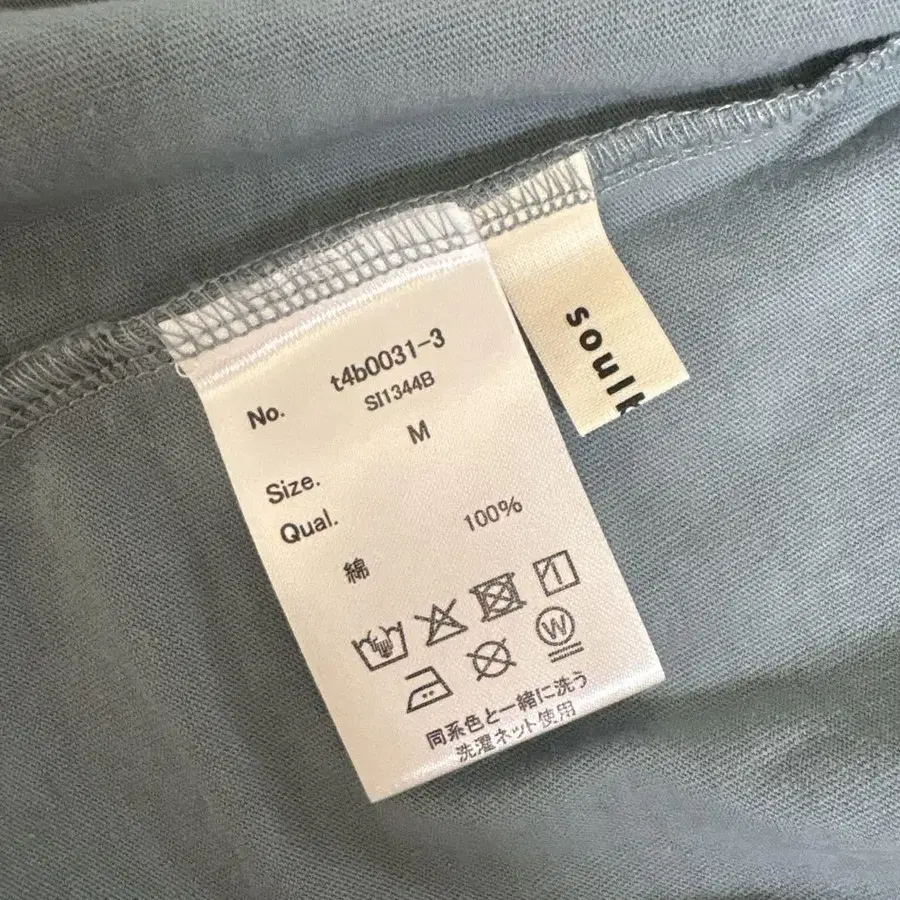 No. t4b0031-3
SI1344B
Size. M
Qual.
綿 100%
W
同系色と一緒に洗う
洗濯ネット使用
soul